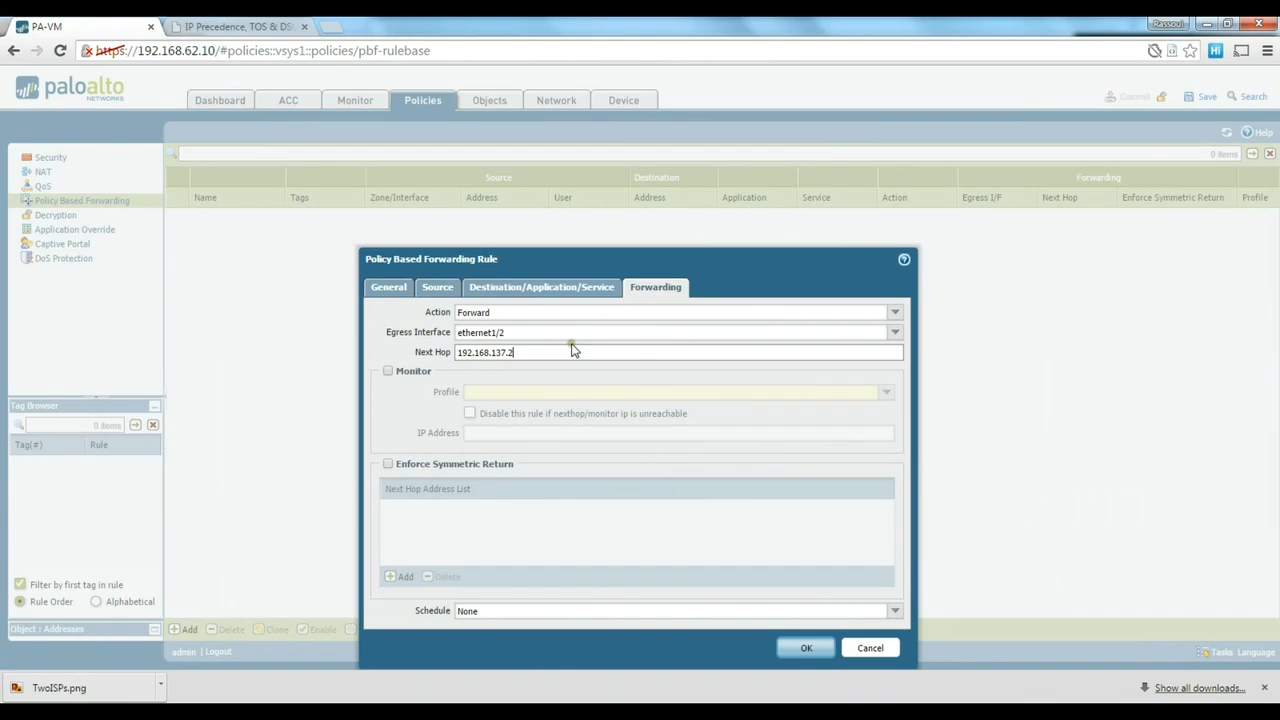 PA-VM
IP Precedence, TOS & DS
Rassoul
https://192.168.62.10/#policies::vsys1::policies/pbf-rulebase
Hi
paloalto
NETWORKS
Dashboard ACC Monitor Policies Objects Network Device
Commit Save Search
Help
Security
NAT
QoS
Policy Based Forwarding
Decryption
Application Override
Captive Portal
DoS Protection
0 items
Source Destination Forwarding
Name Tags Zone/Interface Address User Address Application Service Action Egress I/F Next Hop Enforce Symmetric Return Profile
Policy Based Forwarding Rule
General Source Destination/Application/Service Forwarding
Action Forward
Egress Interface ethernet1/2
Next Hop 192.168.137.2
Monitor
Profile
Disable this rule if nexthop/monitor ip is unreachable
IP Address
Enforce Symmetric Return
Next Hop Address List
Add Delete
Schedule None
OK Cancel
Tag Browser
0 items
Tag(#) Rule
Filter by first tag in rule
Rule Order Alphabetical
Object : Addresses
Add Delete Clone Enable
admin | Logout
Tasks Language
TwoISPs.png
Show all downloads...